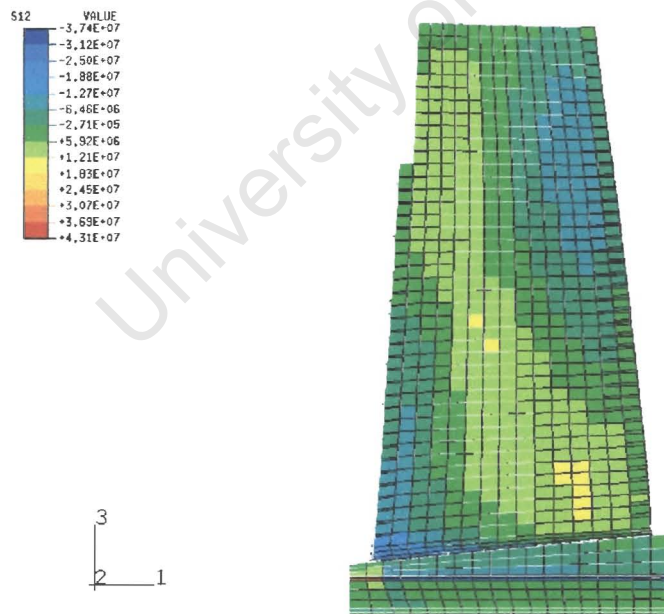 S12 VALUE
-3.74E+07
-3.12E+07
-2.50E+07
-1.88E+07
-1.27E+07
-6.46E+06
-2.71E+05
+5.92E+06
+1.21E+07
+1.83E+07
+2.45E+07
+3.07E+07
+3.69E+07
+4.31E+07
University of
3
2 1